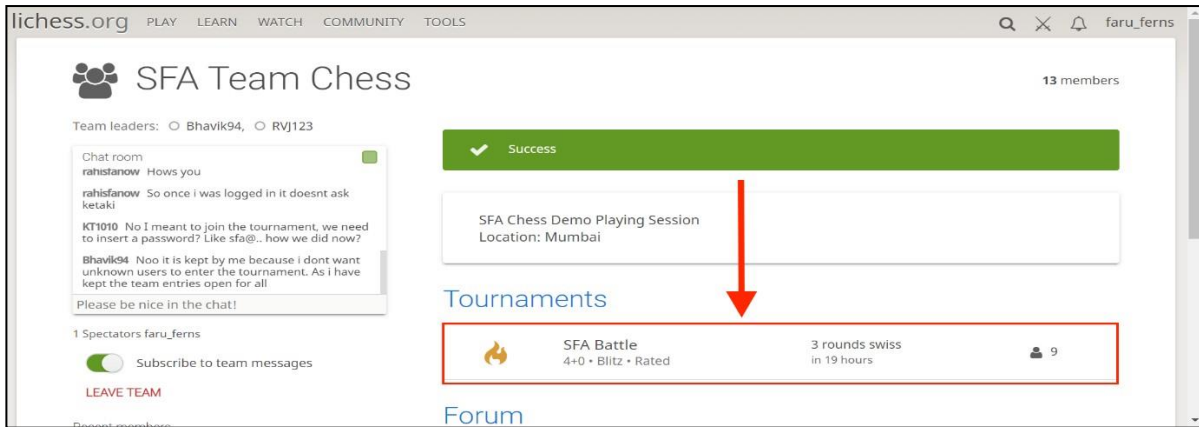 lichess.org PLAY LEARN WATCH COMMUNITY TOOLS faru_ferns
SFA Team Chess
13 members
Team leaders: Bhavik94, RVJ123
Chat room
rahisfanow Hows you
rahisfanow So once i was logged in it doesnt ask
ketaki
KT1010 No I meant to join the tournament, we need
to insert a password? Like sfa@.. how we did now?
Bhavik94 Noo it is kept by me because i dont want
unknown users to enter the tournament. As i have
kept the team entries open for all
Please be nice in the chat!
1 Spectators faru_ferns
Subscribe to team messages
LEAVE TEAM
Recent members
Success
SFA Chess Demo Playing Session
Location: Mumbai
Tournaments
SFA Battle
4+0 • Blitz • Rated
3 rounds swiss
in 19 hours
9
Forum